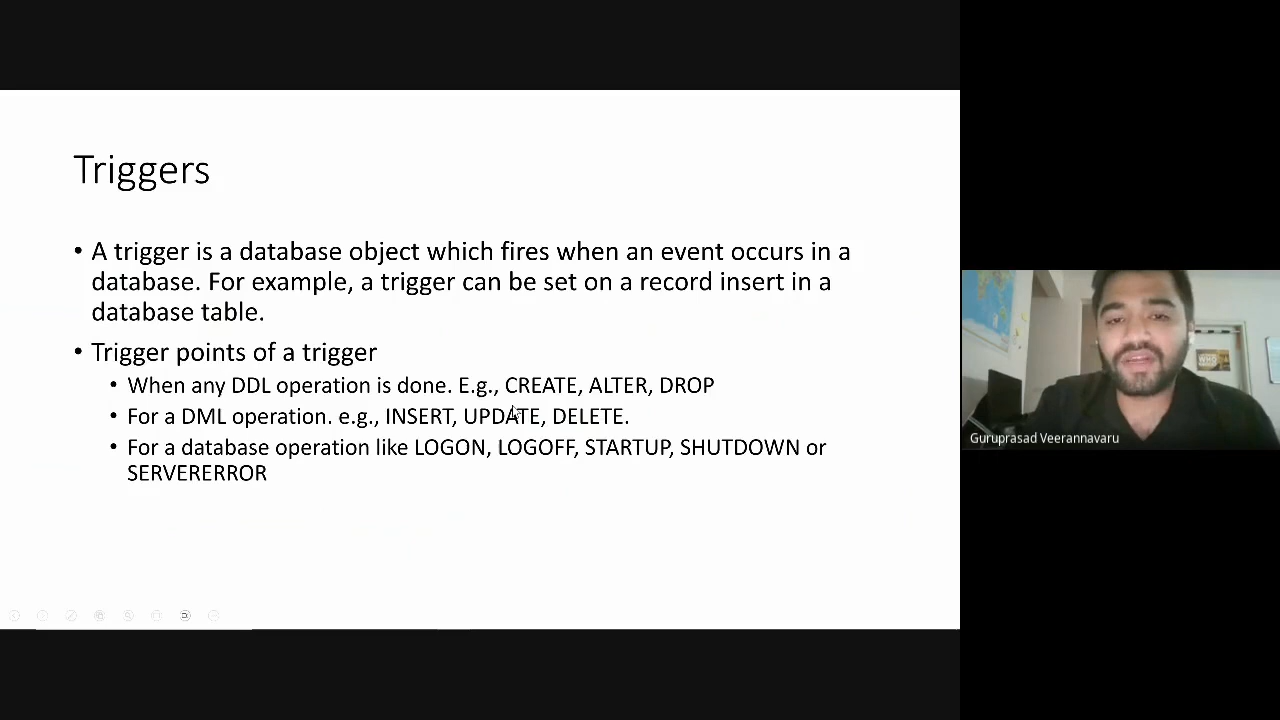 Triggers
• A trigger is a database object which fires when an event occurs in a
database. For example, a trigger can be set on a record insert in a
database table.
• Trigger points of a trigger
• When any DDL operation is done. E.g., CREATE, ALTER, DROP
• For a DML operation. e.g., INSERT, UPDATE, DELETE.
• For a database operation like LOGON, LOGOFF, STARTUP, SHUTDOWN or
SERVERERROR
Guruprasad Veerannavaru